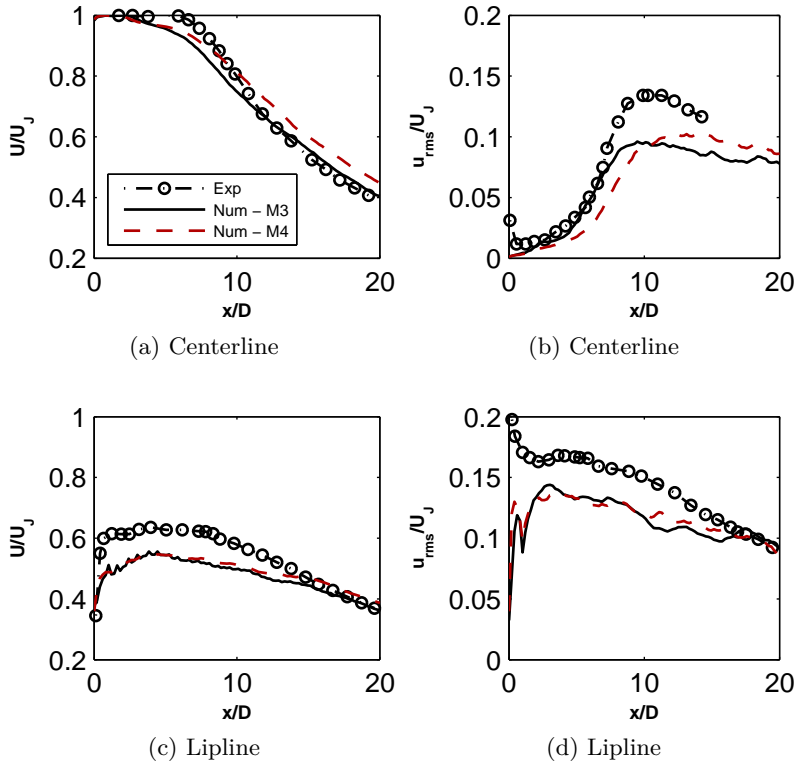 1
0.8
0.6
0.4
0.2
U/U_J
Exp
Num − M3
Num − M4
0
10
20
x/D
(a) Centerline
0.2
0.15
0.1
0.05
0
u_rms/U_J
0
10
20
x/D
(b) Centerline
1
0.8
0.6
0.4
0.2
U/U_J
0
10
20
x/D
(c) Lipline
0.2
0.15
0.1
0.05
0
u_rms/U_J
0
10
20
x/D
(d) Lipline